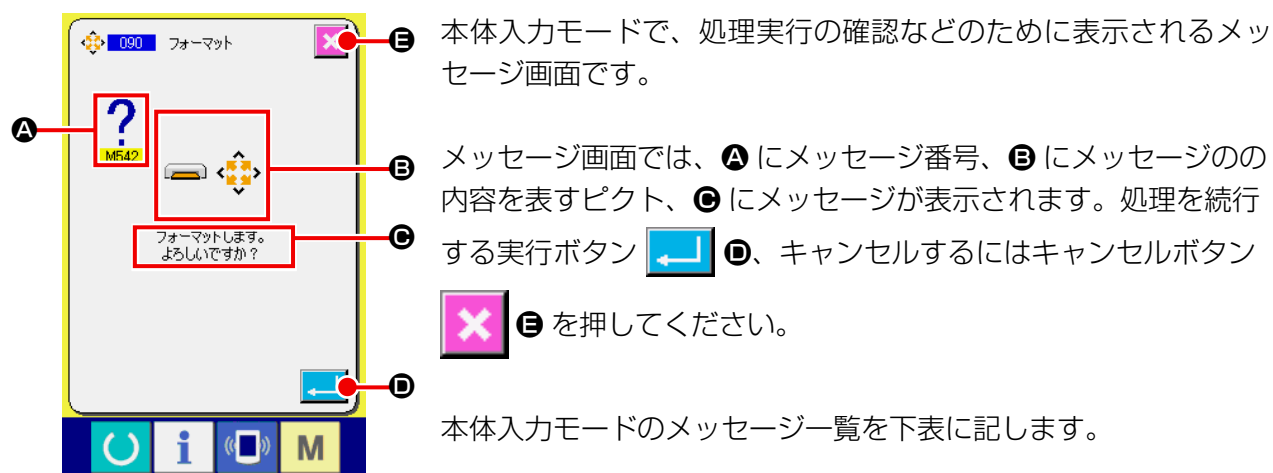 090 フォーマット
E
A
?
M542
B
フォーマットします。
よろしいですか？
C
D
i
M
本体入力モードで、処理実行の確認などのために表示されるメッ
セージ画面です。
メッセージ画面では、A にメッセージ番号、B にメッセージのの
内容を表すピクト、C にメッセージが表示されます。処理を続行
する実行ボタン D、キャンセルするにはキャンセルボタン
E を押してください。
本体入力モードのメッセージ一覧を下表に記します。